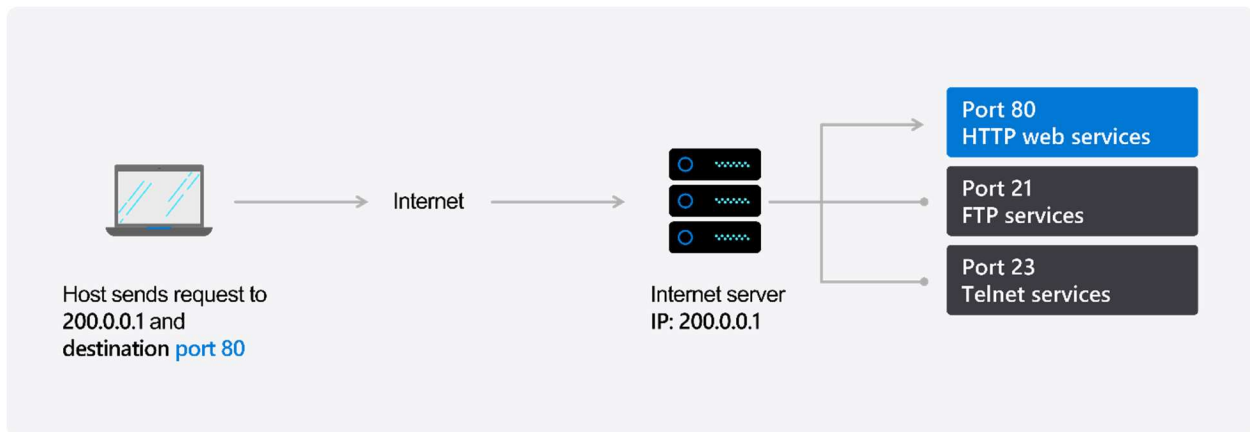 Port 80
HTTP web services
Internet
Port 21
FTP services
Port 23
Telnet services
Host sends request to
200.0.0.1 and
destination port 80
Internet server
IP: 200.0.0.1